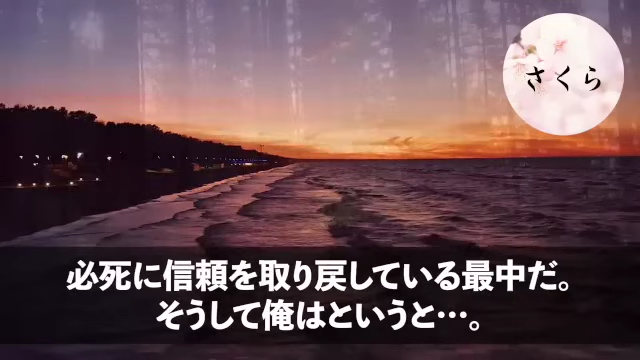 さくら
必死に信頼を取り戻している最中だ。
そうして俺はというと…。